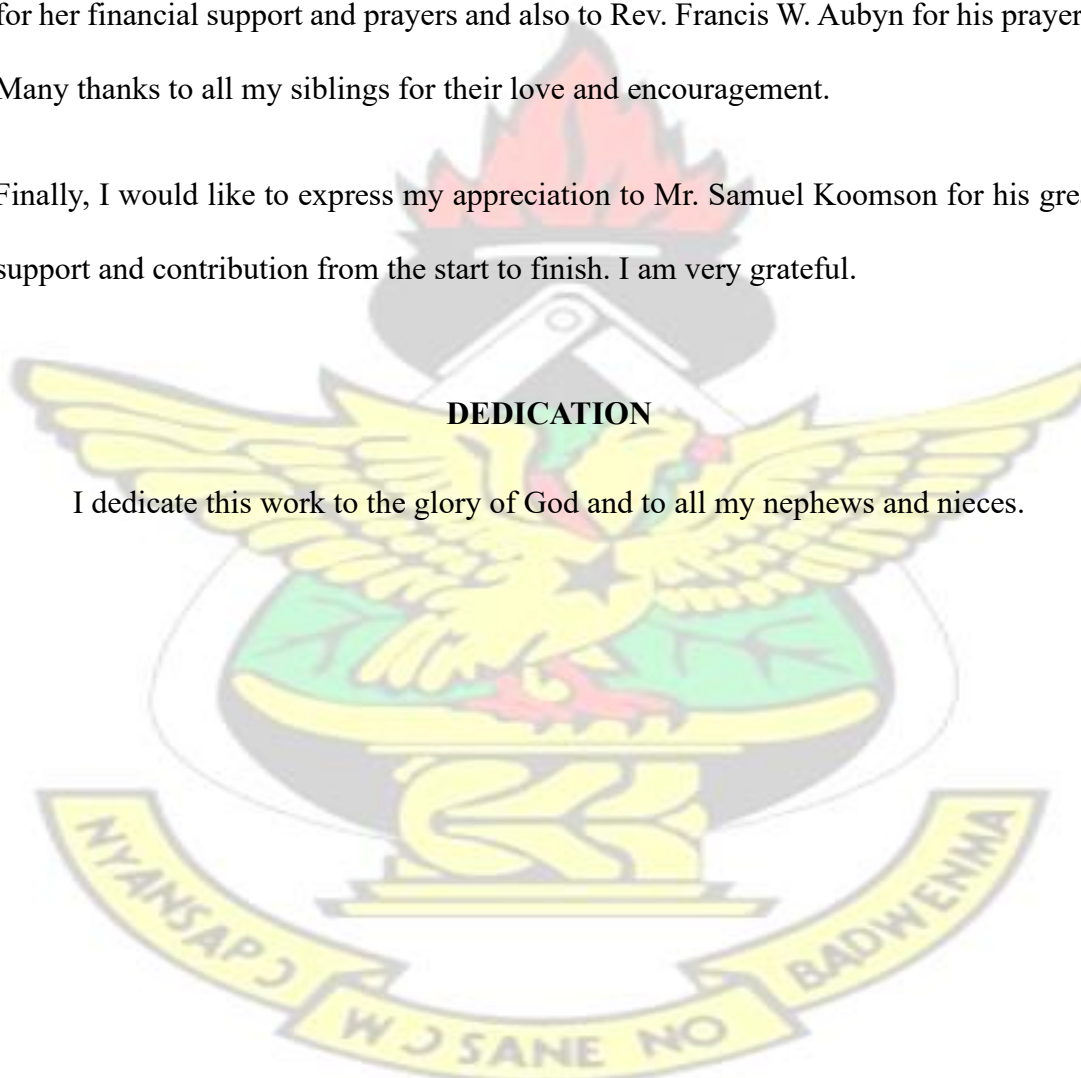 for her financial support and prayers and also to Rev. Francis W. Aubyn for his prayer
Many thanks to all my siblings for their love and encouragement.
Finally, I would like to express my appreciation to Mr. Samuel Koomson for his grea
support and contribution from the start to finish. I am very grateful.
DEDICATION
I dedicate this work to the glory of God and to all my nephews and nieces.
NYANSAPƆ
WƆSANE NO
BADWENMA